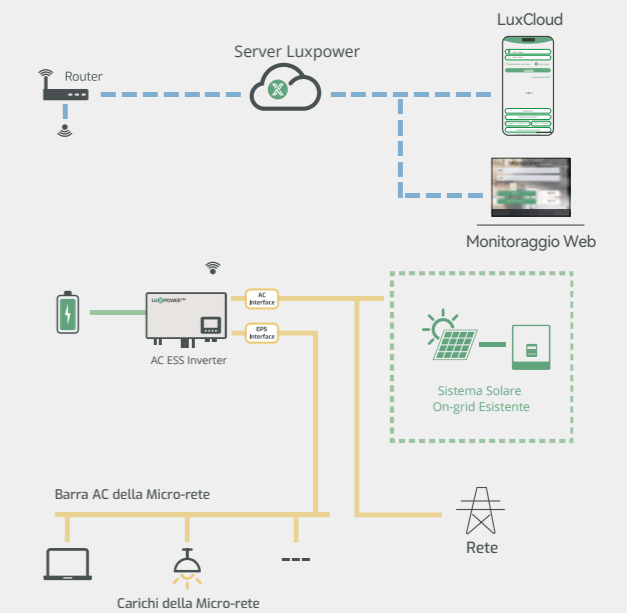 LuxCloud
Server Luxpower
Router
Monitoraggio Web
LUXPOWER™
AC
Interface
EPS
Interface
AC ESS Inverter
Sistema Solare
On-grid Esistente
Barra AC della Micro-rete
Rete
Carichi della Micro-rete